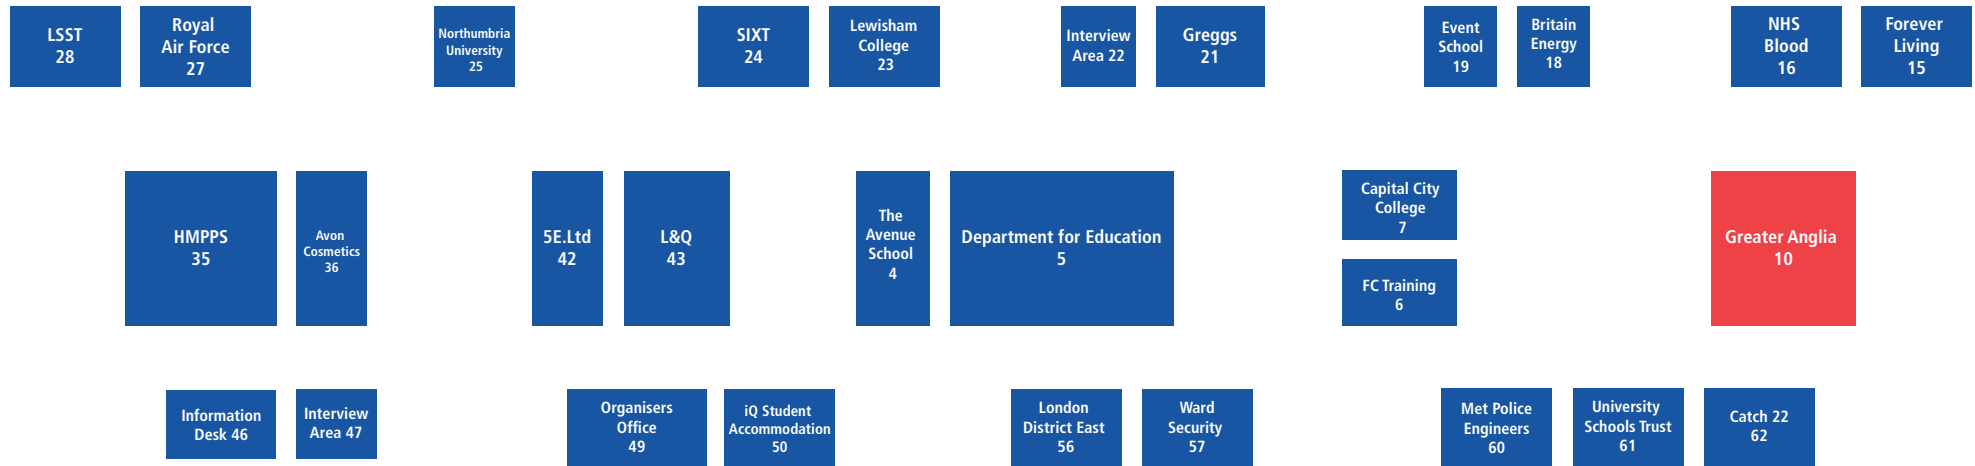 LSST
28
Royal
Air Force
27
Northumbria
University
25
SIXT
24
Lewisham
College
23
Interview
Area 22
Greggs
21
Event
School
19
Britain
Energy
18
NHS
Blood
16
Forever
Living
15
HMPPS
35
Avon
Cosmetics
36
5E.Ltd
42
L&Q
43
The
Avenue
School
4
Department for Education
5
Capital City
College
7
FC Training
6
Greater Anglia
10
Information
Desk 46
Interview
Area 47
Organisers
Office
49
iQ Student
Accommodation
50
London
District East
56
Ward
Security
57
Met Police
Engineers
60
University
Schools Trust
61
Catch 22
62